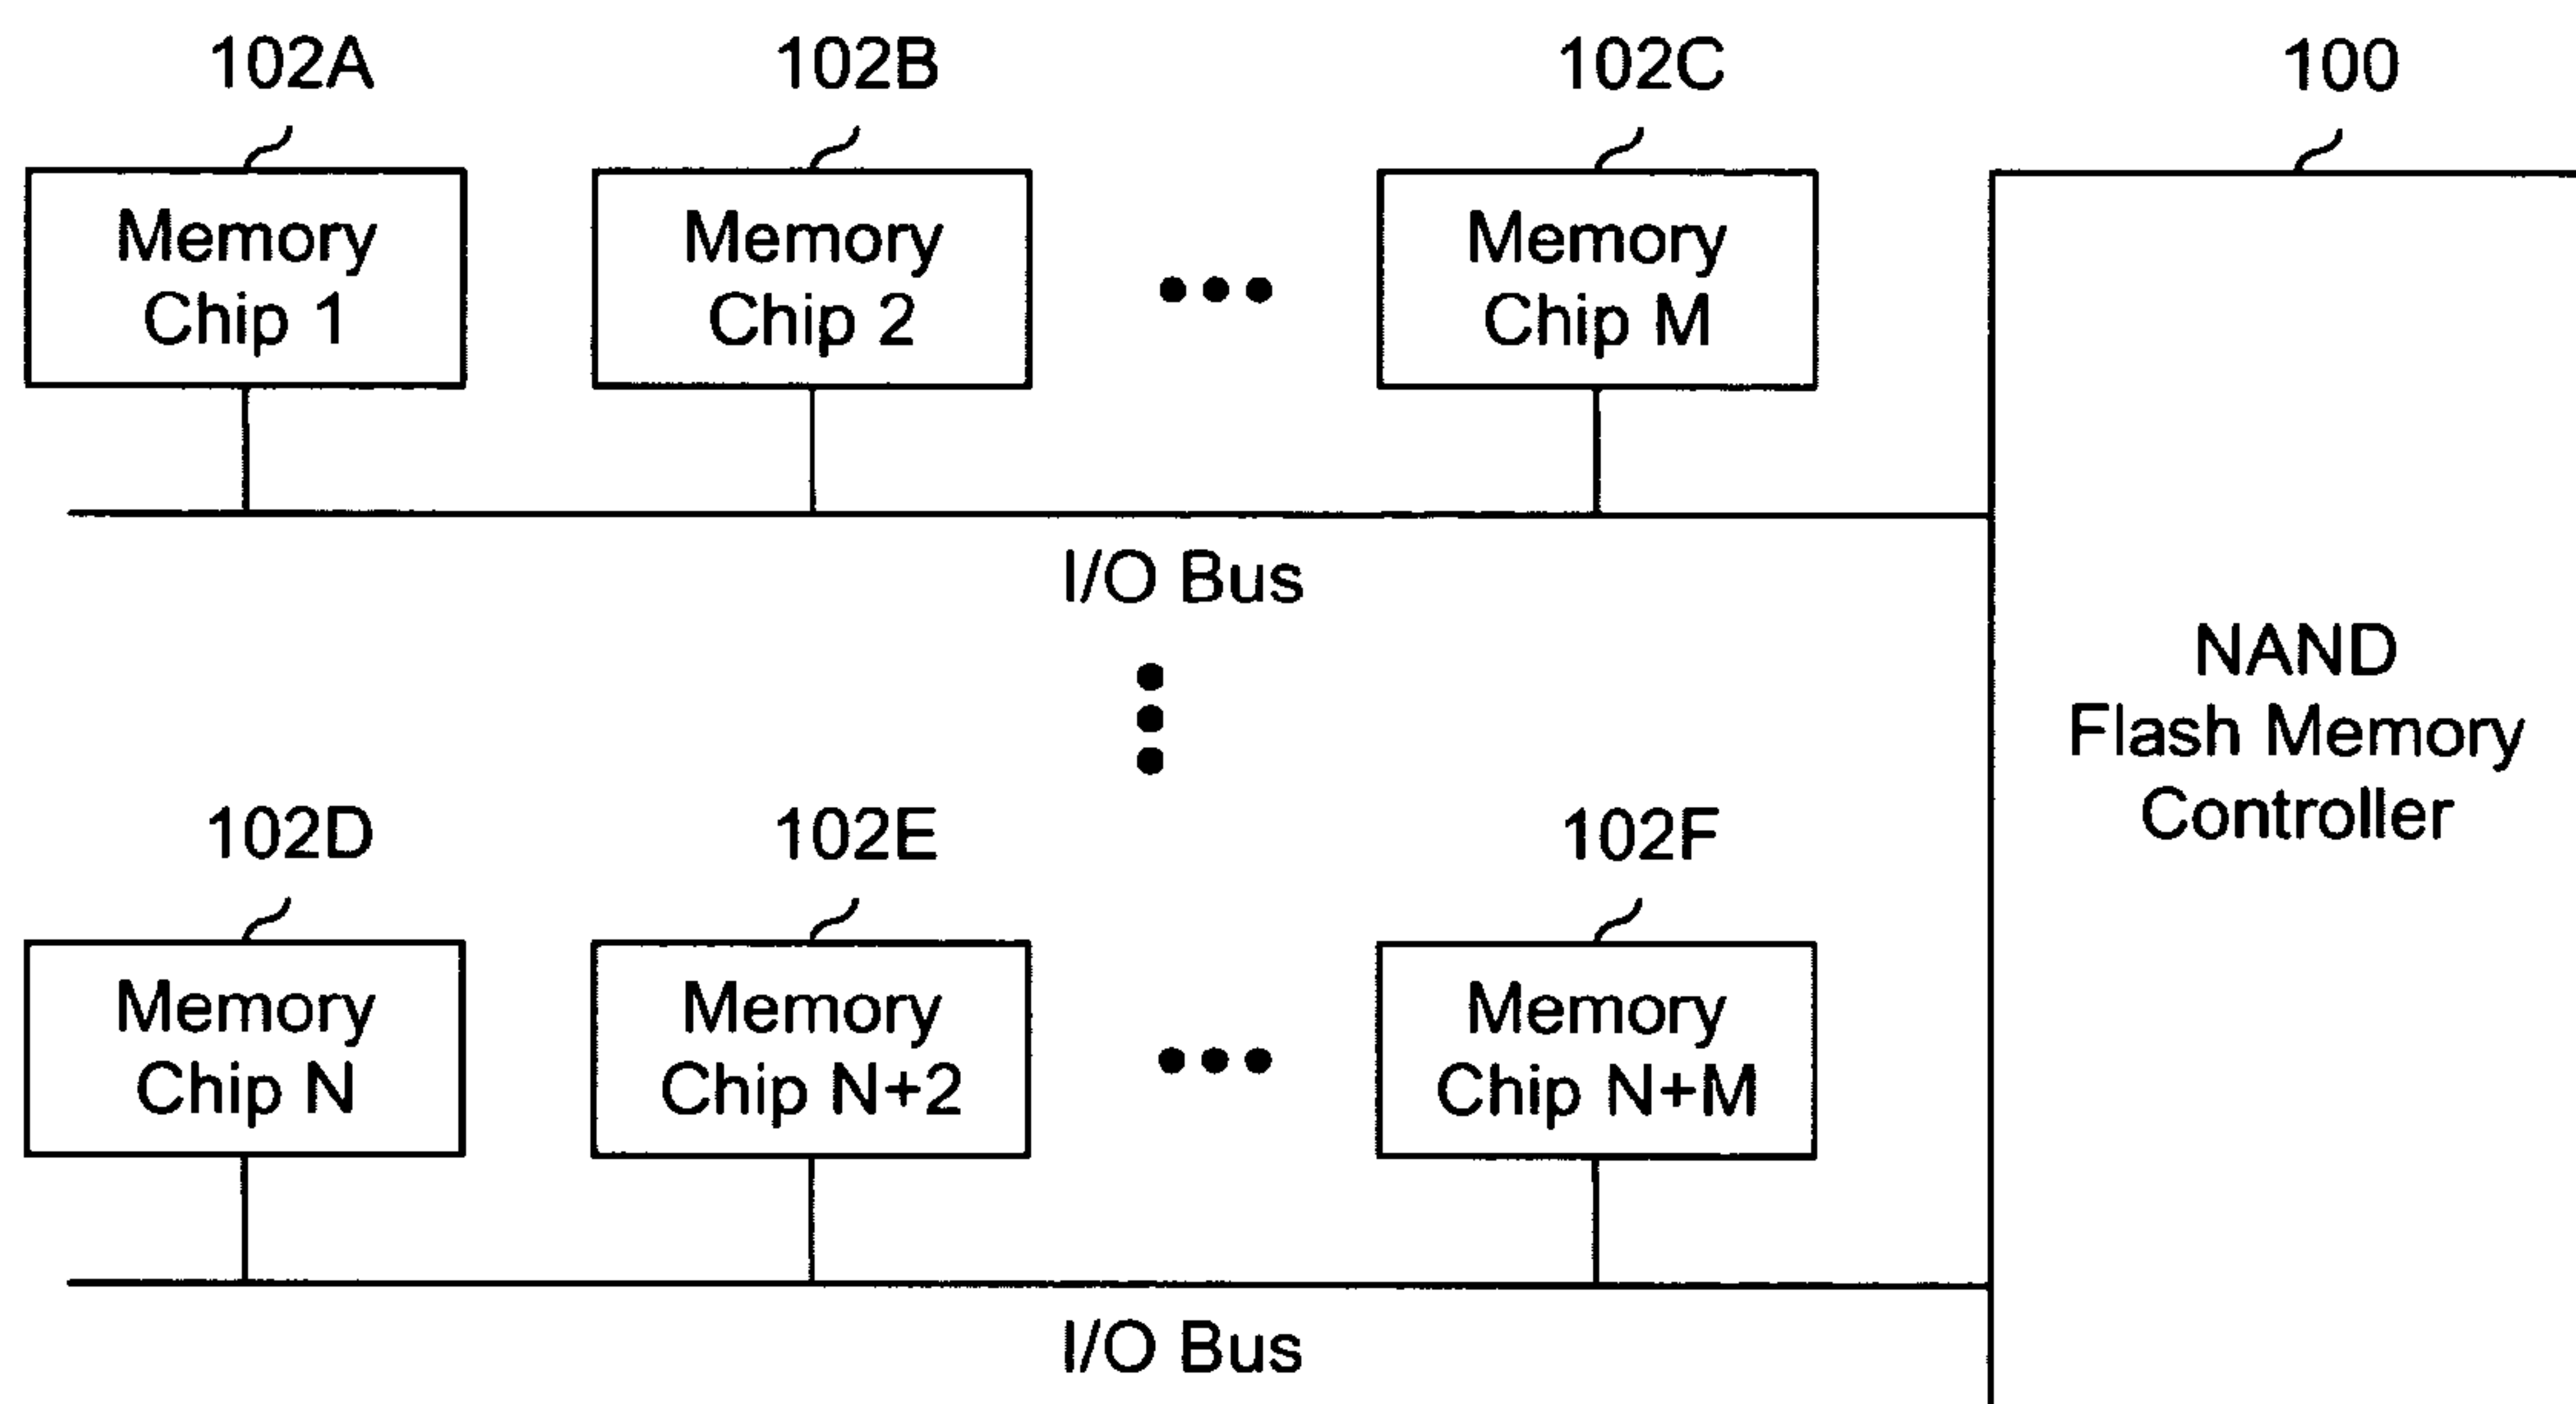 102A
102B
102C
100
Memory
Chip 1
Memory
Chip 2
Memory
Chip M
I/O Bus
NAND
Flash Memory
Controller
102D
102E
102F
Memory
Chip N
Memory
Chip N+2
Memory
Chip N+M
I/O Bus